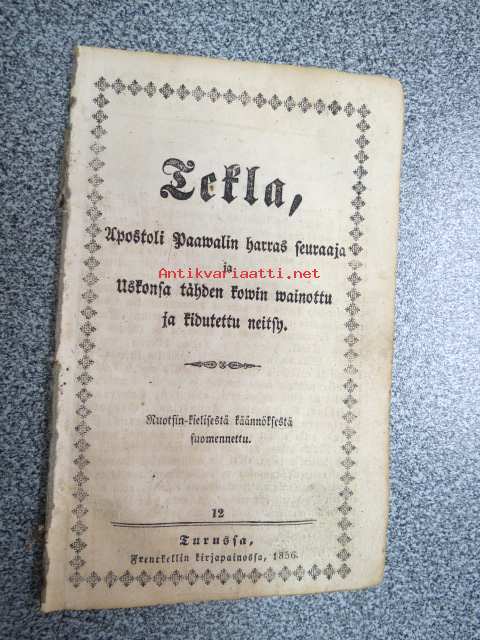 Tekla,
Apostoli Paawalin harras seuraaja
ja
Antikvariaatti.net
Uskonsa tähden kowin wainottu
ja kidutettu neitsy.
Ruotsin-kielisestä käännöksestä
suomennettu.
12
Turussa,
Frenckellin kirjapainossa, 1856.